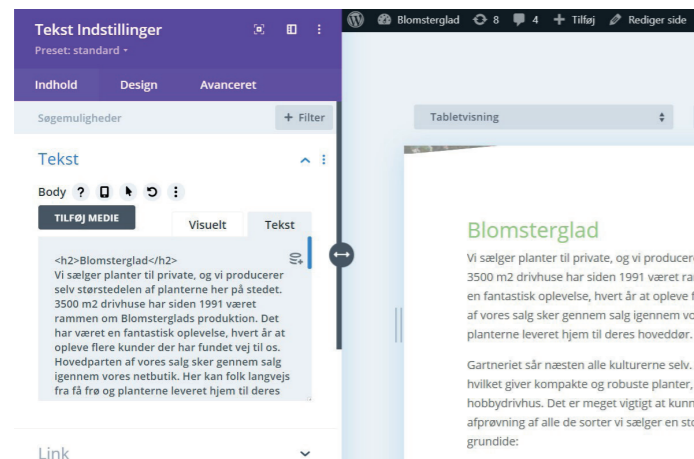 Tekst Indstillinger
Preset: standard
Indhold Design Avanceret
Søgemuligheder + Filter
Tekst
Body ?
TILFØJ MEDIE Visuelt Tekst
<h2>Blomsterglad</h2>
Vi sælger planter til private, og vi producerer
selv størstedelen af planterne her på stedet.
3500 m2 drivhuse har siden 1991 været
rammen om Blomsterglads produktion. Det
har været en fantastisk oplevelse, hvert år at
opleve flere kunder der har fundet vej til os.
Hovedparten af vores salg sker gennem salg
igennem vores netbutik. Her kan folk langvejs
fra få frø og planterne leveret hjem til deres
Link
Blomsterglad 8 4 + Tilføj Rediger side
Tabletvisning
Blomsterglad
Vi sælger planter til private, og vi producere
3500 m2 drivhuse har siden 1991 været
en fantastisk oplevelse, hvert år at opleve
af vores salg sker gennem salg igennem
planterne leveret hjem til deres hoveddør.
Gartneriet sår næsten alle kulturerne selv.
hvilket giver kompakte og robuste planter,
hobbydrivhus. Det er meget vigtigt at kunn
afprøvning af alle de sorter vi sælger en
grundide: